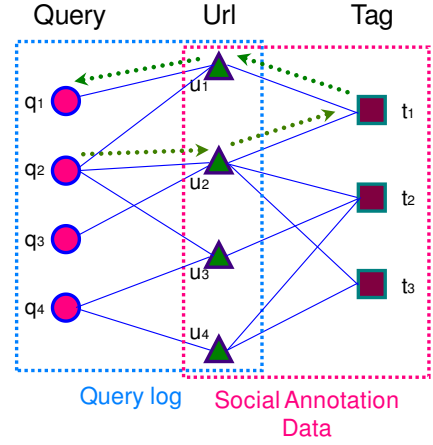 Query Url Tag
q1 u1 t1
q2 u2 t2
q3 u3 t3
q4 u4
Query log
Social Annotation
Data